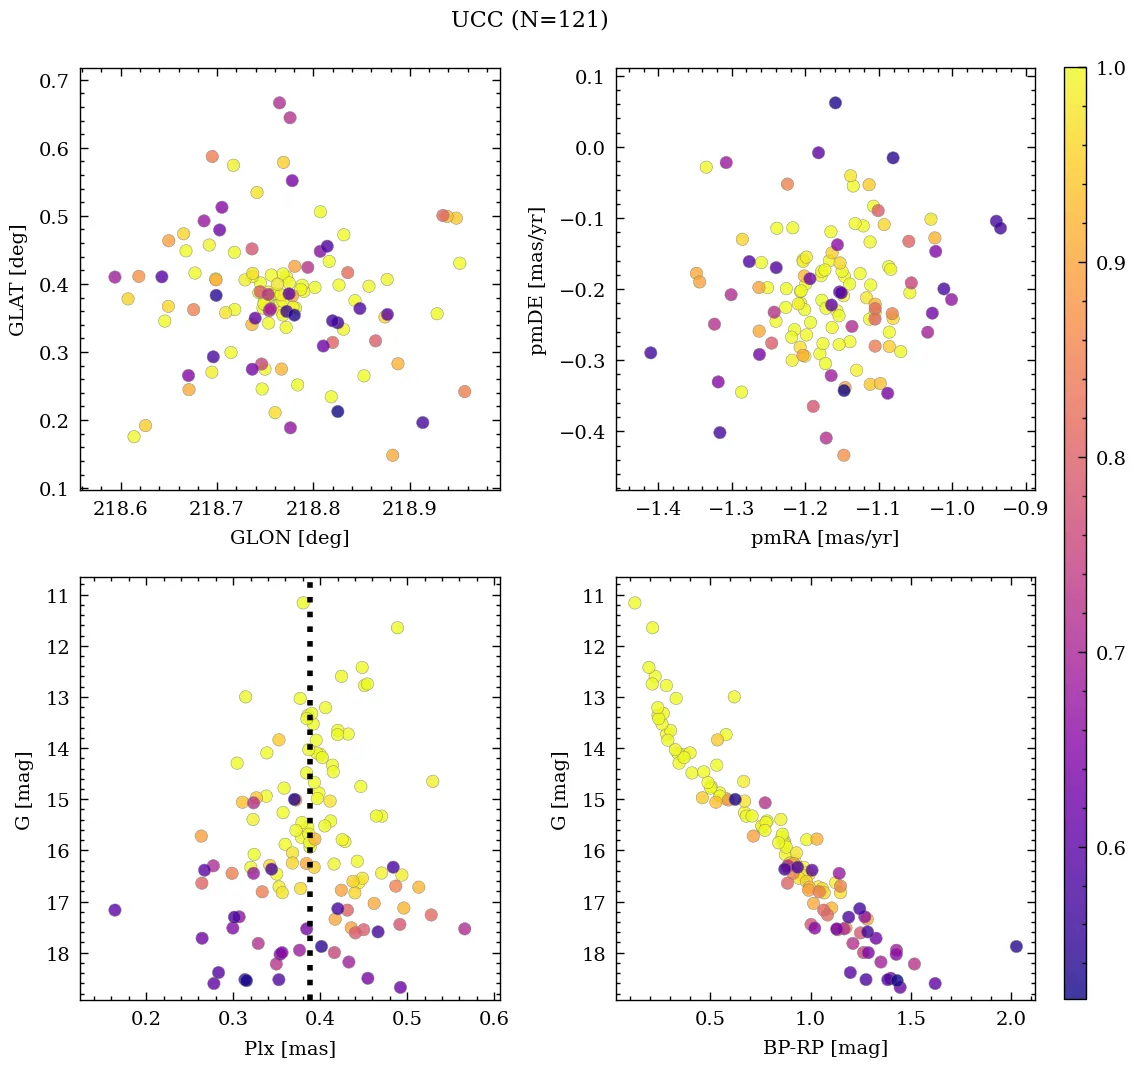 UCC (N=121)
0.7
0.6
0.5
0.4
0.3
0.2
0.1
GLAT [deg]
218.6 218.7 218.8 218.9
GLON [deg]
0.1
0.0
−0.1
−0.2
−0.3
−0.4
pmDE [mas/yr]
−1.4 −1.3 −1.2 −1.1 −1.0 −0.9
pmRA [mas/yr]
11
12
13
14
15
16
17
18
G [mag]
0.2 0.3 0.4 0.5 0.6
Plx [mas]
11
12
13
14
15
16
17
18
G [mag]
0.5 1.0 1.5 2.0
BP-RP [mag]
1.0
0.9
0.8
0.7
0.6